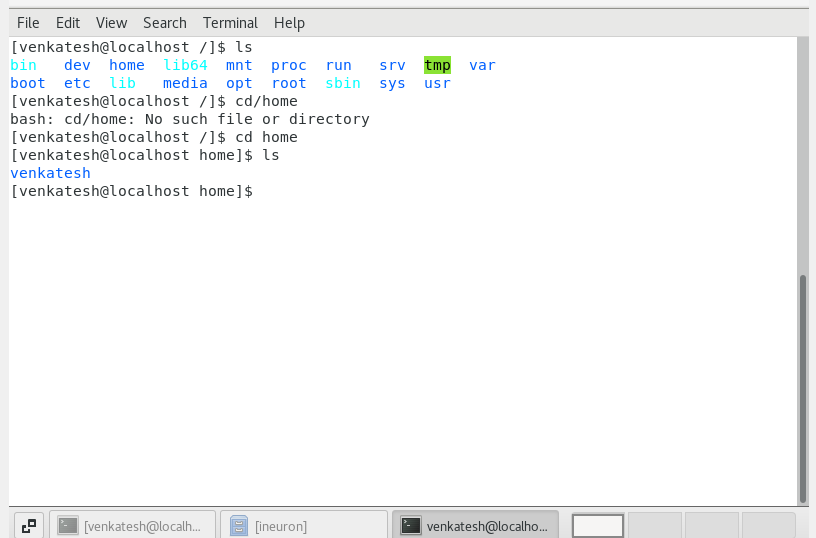 File Edit View Search Terminal Help
[venkatesh@localhost /]$ ls
bin dev home lib64 mnt proc run srv tmp var
boot etc lib media opt root sbin sys usr
[venkatesh@localhost /]$ cd/home
bash: cd/home: No such file or directory
[venkatesh@localhost /]$ cd home
[venkatesh@localhost home]$ ls
venkatesh
[venkatesh@localhost home]$
[venkatesh@localh... [ineuron] venkatesh@localho...